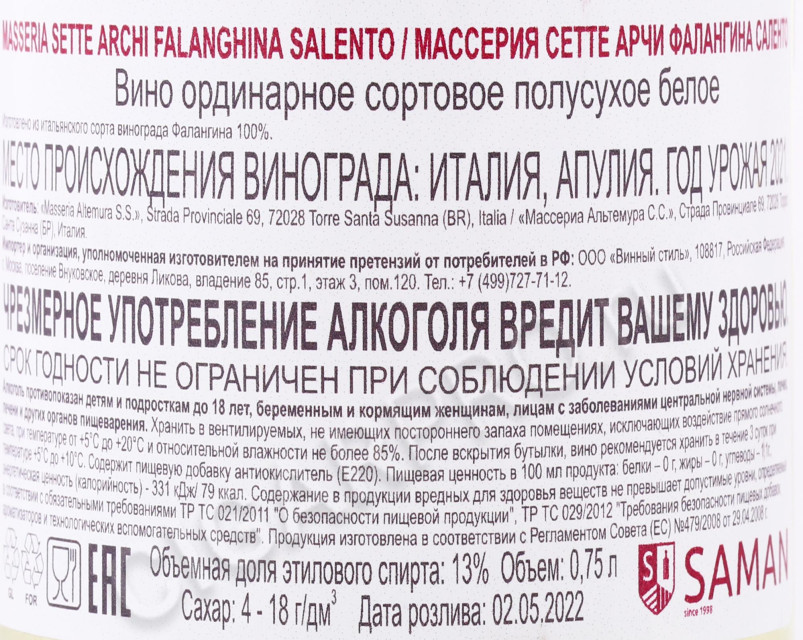 MASSERIA SETTE ARCHI FALANGHINA SALENTO / МАССЕРИЯ СЕТТЕ АРЧИ ФАЛАНГИНА САЛЕНТО
Вино ординарное сортовое полусухое белое
Изготовлено из итальянского сорта винограда Фалангина 100%.
МЕСТО ПРОИСХОЖДЕНИЯ ВИНОГРАДА: ИТАЛИЯ, АПУЛИЯ. ГОД УРОЖАЯ
Изготовитель: «Masseria Altemura S.S.», Strada Provinciale 69, 72028 Torre Santa Susanna (BR), Italia / «Массериа Альтемура С.С.», Страда Провинциале 69, 72028 Торре
Санта Сузанна (БР), Италия.
Импортер и организация, уполномоченная изготовителем на принятие претензий от потребителей в РФ: ООО «Винный стиль», 108817, Российская Федерация
г. Москва, поселение Внуковское, деревня Ликова, владение 85, стр.1, этаж 3, пом.120. Тел.: +7 (499)727-71-12.
ЧРЕЗМЕРНОЕ УПОТРЕБЛЕНИЕ АЛКОГОЛЯ ВРЕДИТ ВАШЕМУ ЗДОРОВЬЮ
СРОК ГОДНОСТИ НЕ ОГРАНИЧЕН ПРИ СОБЛЮДЕНИИ УСЛОВИЙ ХРАНЕНИЯ
Алкоголь противопоказан детям и подросткам до 18 лет, беременным и кормящим женщинам, лицам с заболеваниями центральной нервной системы, почек,
печени и других органов пищеварения. Хранить в вентилируемых, не имеющих постороннего запаха помещениях, исключающих воздействие прямого солнечного
света, при температуре от +5°C до +20°C и относительной влажности не более 85%. После вскрытия бутылки, вино рекомендуется хранить в течение 3 суток при
температуре +5°C до +10°C. Содержит пищевую добавку антиокислитель (E220). Пищевая ценность в 100 мл продукта: белки – 0 г, жиры – 0 г, углеводы -
энергетическая ценность (калорийность) - 331 кДж/ 79 ккал. Содержание в продукции вредных для здоровья веществ не превышает допустимые уровни, определенные
в соответствии с обязательными требованиями ТР ТС 021/2011 "О безопасности пищевой продукции", ТР ТС 029/2012 "Требования безопасности пищевых добавок,
ароматизаторов и технологических вспомогательных средств". Продукция изготовлена в соответствии с Регламентом Совета (ЕС) №479/2008 от 29.04.2008 г.
GL FOR EAC
Объемная доля этилового спирта: 13% Объем: 0,75 л
Сахар: 4 - 18 г/дм³ Дата розлива: 02.05.2022
S I SAMAN
since 1998
CIGARPRO.RU